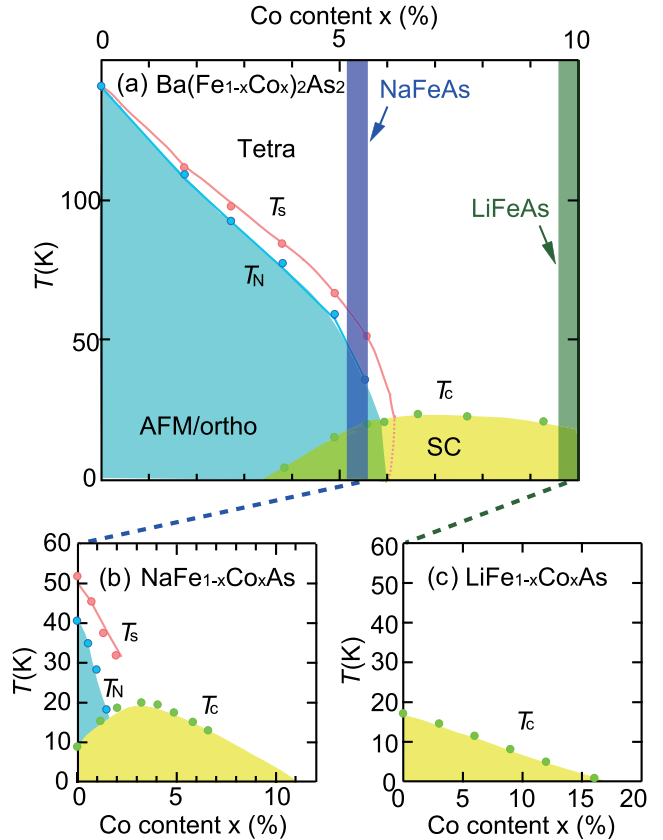 Co content x (%)
0 5 10
(a) Ba(Fe1-xCox)2As2
NaFeAs
Tetra
LiFeAs
Ts
TN
Tc
AFM/ortho
SC
T(K)
100
50
0
(b) NaFe1-xCoxAs
60
50
40
30
20
10
0
T(K)
Ts
TN
Tc
0 5 10
Co content x (%)
(c) LiFe1-xCoxAs
60
50
40
30
20
10
0
T(K)
Tc
0 5 10 15 20
Co content x (%)